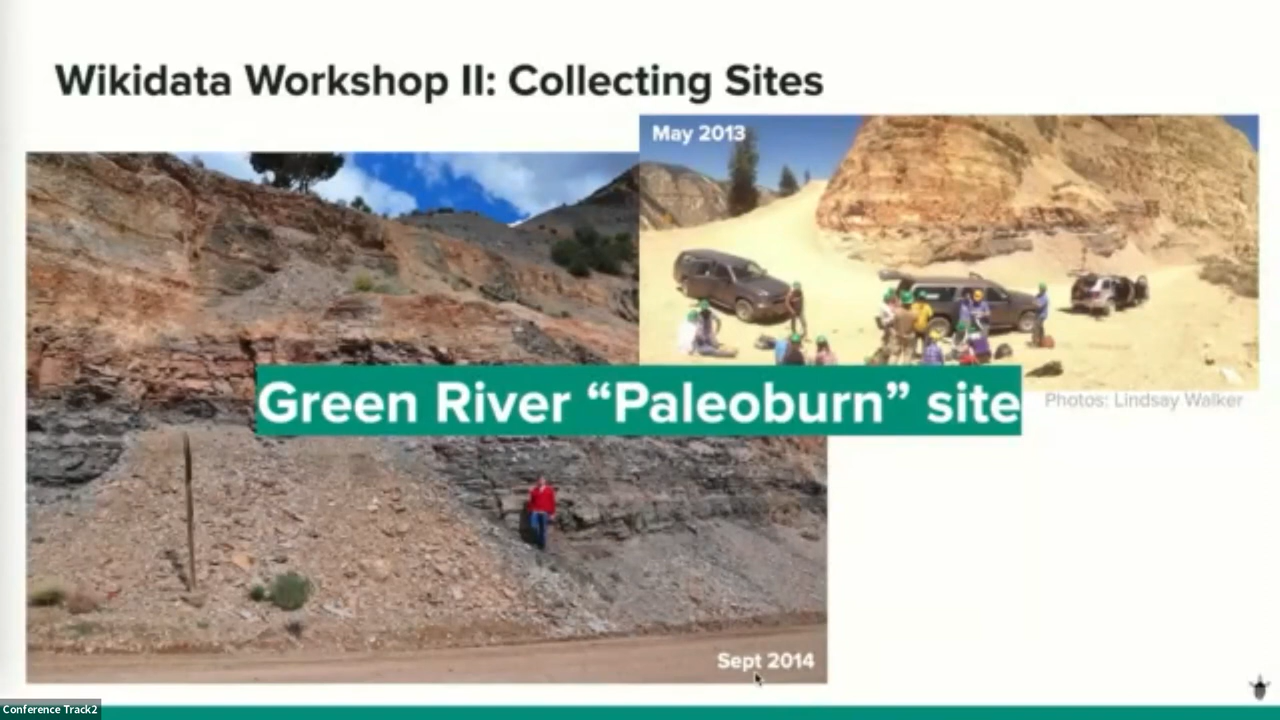 Wikidata Workshop II: Collecting Sites
May 2013
Green River “Paleoburn” site
Photos: Lindsay Walker
Sept 2014
Conference Track2